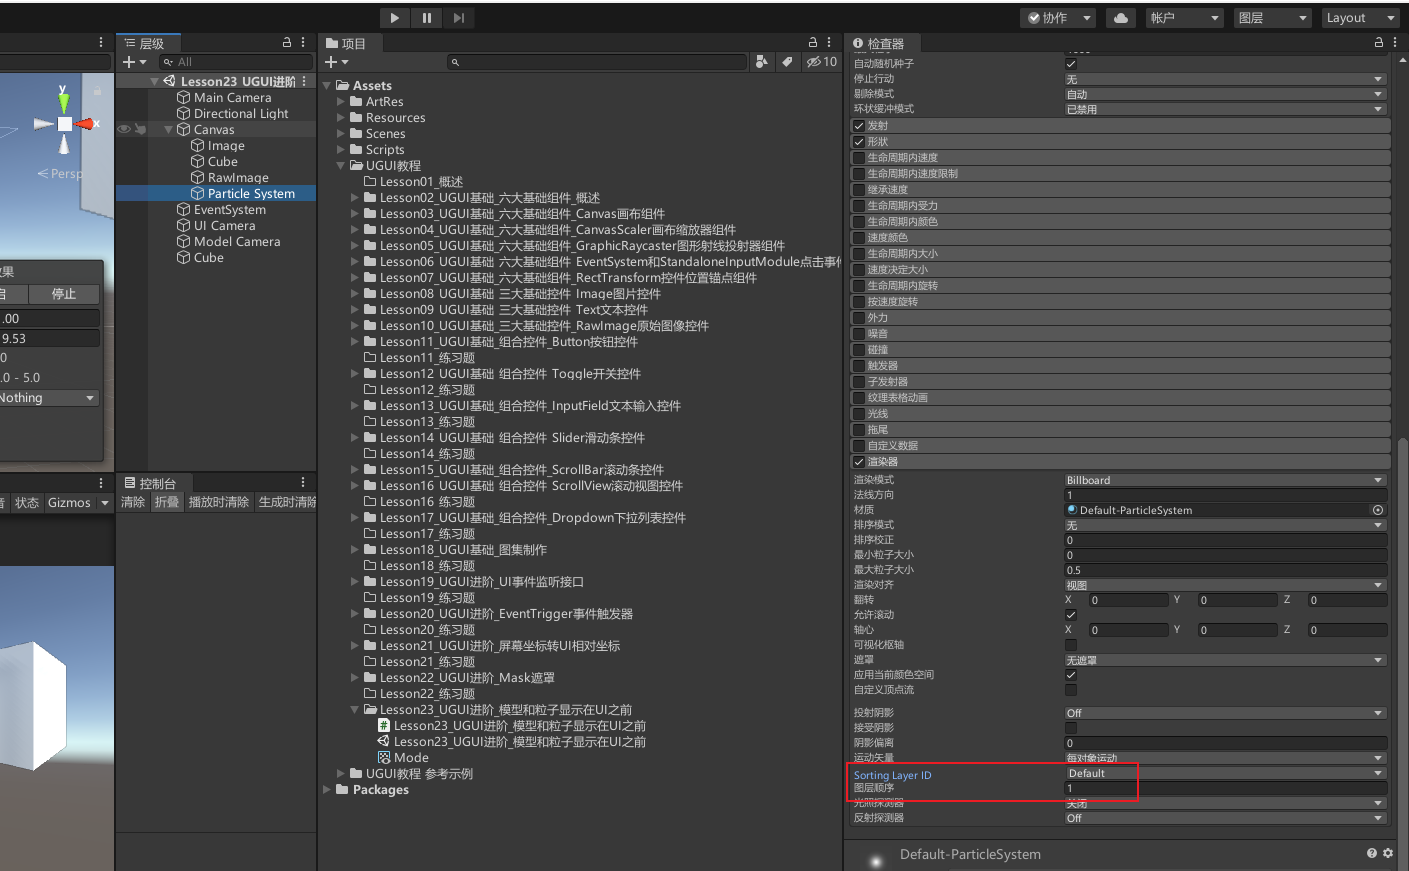 协作
帐户
图层
Layout
层级
All
Lesson23_UGUI进阶
Main Camera
Directional Light
Canvas
Image
Cube
RawImage
Particle System
EventSystem
UI Camera
Model Camera
Cube
y
x
Persp
果
启
停止
.00
9.53
0
.0 - 5.0
Nothing
音
状态
Gizmos
控制台
清除
折叠
播放时清除
生成时清除
项目
10
Assets
ArtRes
Resources
Scenes
Scripts
UGUI教程
Lesson01_概述
Lesson02_UGUI基础_六大基础组件_概述
Lesson03_UGUI基础_六大基础组件_Canvas画布组件
Lesson04_UGUI基础_六大基础组件_CanvasScaler画布缩放器组件
Lesson05_UGUI基础_六大基础组件_GraphicRaycaster图形射线投射器组件
Lesson06_UGUI基础_六大基础组件_EventSystem和StandaloneInputModule点击事件
Lesson07_UGUI基础_六大基础组件_RectTransform控件位置锚点组件
Lesson08_UGUI基础_三大基础控件_Image图片控件
Lesson09_UGUI基础_三大基础控件_Text文本控件
Lesson10_UGUI基础_三大基础控件_RawImage原始图像控件
Lesson11_UGUI基础_组合控件_Button按钮控件
Lesson11_练习题
Lesson12_UGUI基础_组合控件_Toggle开关控件
Lesson12_练习题
Lesson13_UGUI基础_组合控件_InputField文本输入控件
Lesson13_练习题
Lesson14_UGUI基础_组合控件_Slider滑动条控件
Lesson14_练习题
Lesson15_UGUI基础_组合控件_ScrollBar滚动条控件
Lesson16_UGUI基础_组合控件_ScrollView滚动视图控件
Lesson16_练习题
Lesson17_UGUI基础_组合控件_Dropdown下拉列表控件
Lesson17_练习题
Lesson18_UGUI基础_图集制作
Lesson18_练习题
Lesson19_UGUI进阶_UI事件监听接口
Lesson19_练习题
Lesson20_UGUI进阶_EventTrigger事件触发器
Lesson20_练习题
Lesson21_UGUI进阶_屏幕坐标转UI相对坐标
Lesson21_练习题
Lesson22_UGUI进阶_Mask遮罩
Lesson22_练习题
Lesson23_UGUI进阶_模型和粒子显示在UI之前
Lesson23_UGUI进阶_模型和粒子显示在UI之前
Lesson23_UGUI进阶_模型和粒子显示在UI之前
Mode
UGUI教程_参考示例
Packages
检查器
自动随机种子
停止行动 无
剔除模式 自动
环状缓冲模式 已禁用
发射
形状
生命周期内速度
生命周期内速度限制
继承速度
生命周期内受力
生命周期内颜色
速度颜色
生命周期内大小
速度决定大小
生命周期内旋转
按速度旋转
外力
噪音
碰撞
触发器
子发射器
纹理表格动画
光线
拖尾
自定义数据
渲染器
渲染模式 Billboard
法线方向 1
材质 Default-ParticleSystem
排序模式 无
排序校正 0
最小粒子大小 0
最大粒子大小 0.5
渲染对齐 视图
翻转 X 0 Y 0 Z 0
允许滚动
轴心 X 0 Y 0 Z 0
可视化枢轴
遮罩 无遮罩
应用当前颜色空间
自定义顶点流
投射阴影 Off
接受阴影
阴影偏离 0
运动矢量 每对象运动
Sorting Layer ID Default
图层顺序 1
光照探测器 关闭
反射探测器 Off
Default-ParticleSystem